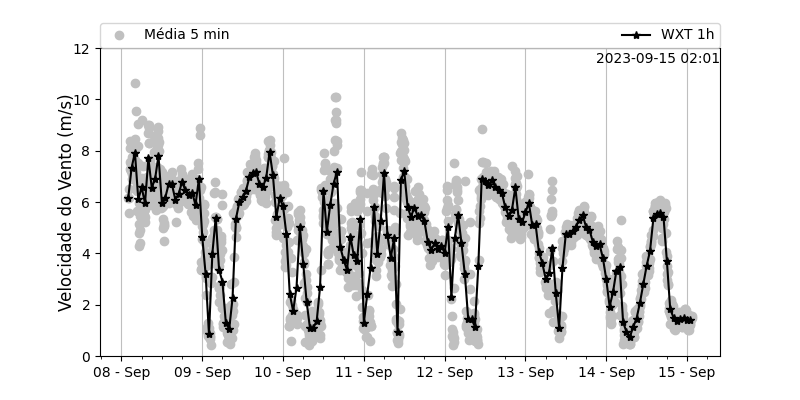 Média 5 min
WXT 1h
2023-09-15 02:01
Velocidade do Vento (m/s)
12
10
8
6
4
2
0
08 - Sep
09 - Sep
10 - Sep
11 - Sep
12 - Sep
13 - Sep
14 - Sep
15 - Sep